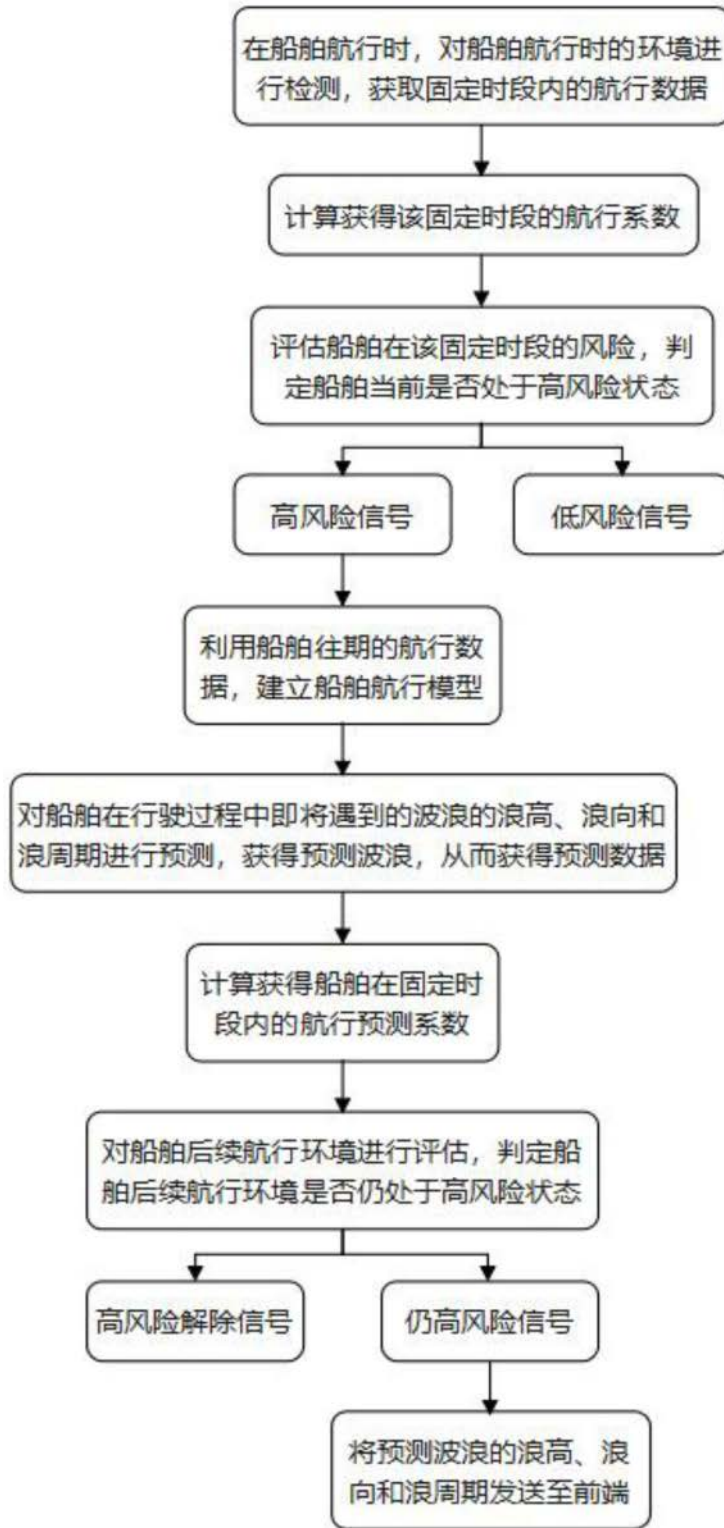 在船舶航行时，对船舶航行时的环境进
行检测，获取固定时段内的航行数据
计算获得该固定时段的航行系数
评估船舶在该固定时段的风险，判
定船舶当前是否处于高风险状态
高风险信号
低风险信号
利用船舶往期的航行数
据，建立船舶航行模型
对船舶在行驶过程中即将遇到的波浪的浪高、浪向和
浪周期进行预测，获得预测波浪，从而获得预测数据
计算获得船舶在固定时
段内的航行预测系数
对船舶后续航行环境进行评估，判定船
舶后续航行环境是否仍处于高风险状态
高风险解除信号
仍高风险信号
将预测波浪的浪高、浪
向和浪周期发送至前端